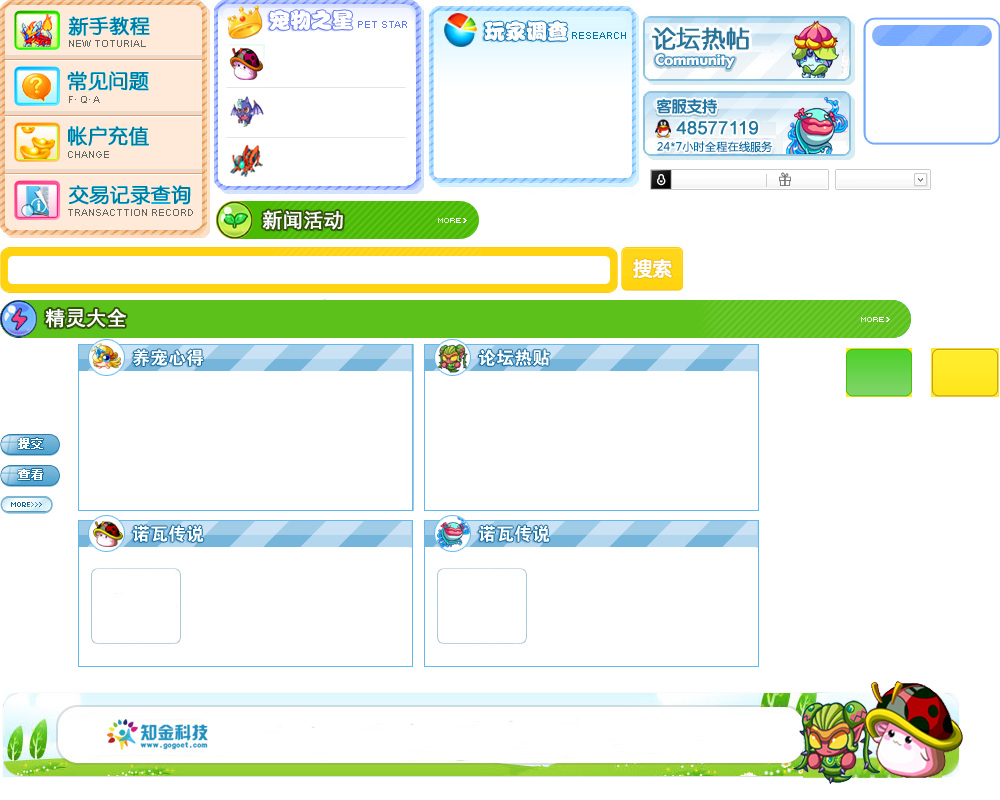 新手教程
NEW TOTURIAL
常见问题
F·Q·A
帐户充值
CHANGE
交易记录查询
TRANSACTTION RECORD
宠物之星 PET STAR
玩家调查 RESEARCH
论坛热帖
Community
客服支持
48577119
24*7小时全程在线服务
新闻活动
MORE>
搜索
精灵大全
MORE>
养宠心得
论坛热贴
提交
查看
MORE>>>
诺瓦传说
诺瓦传说
知金科技
www.gogoet.com